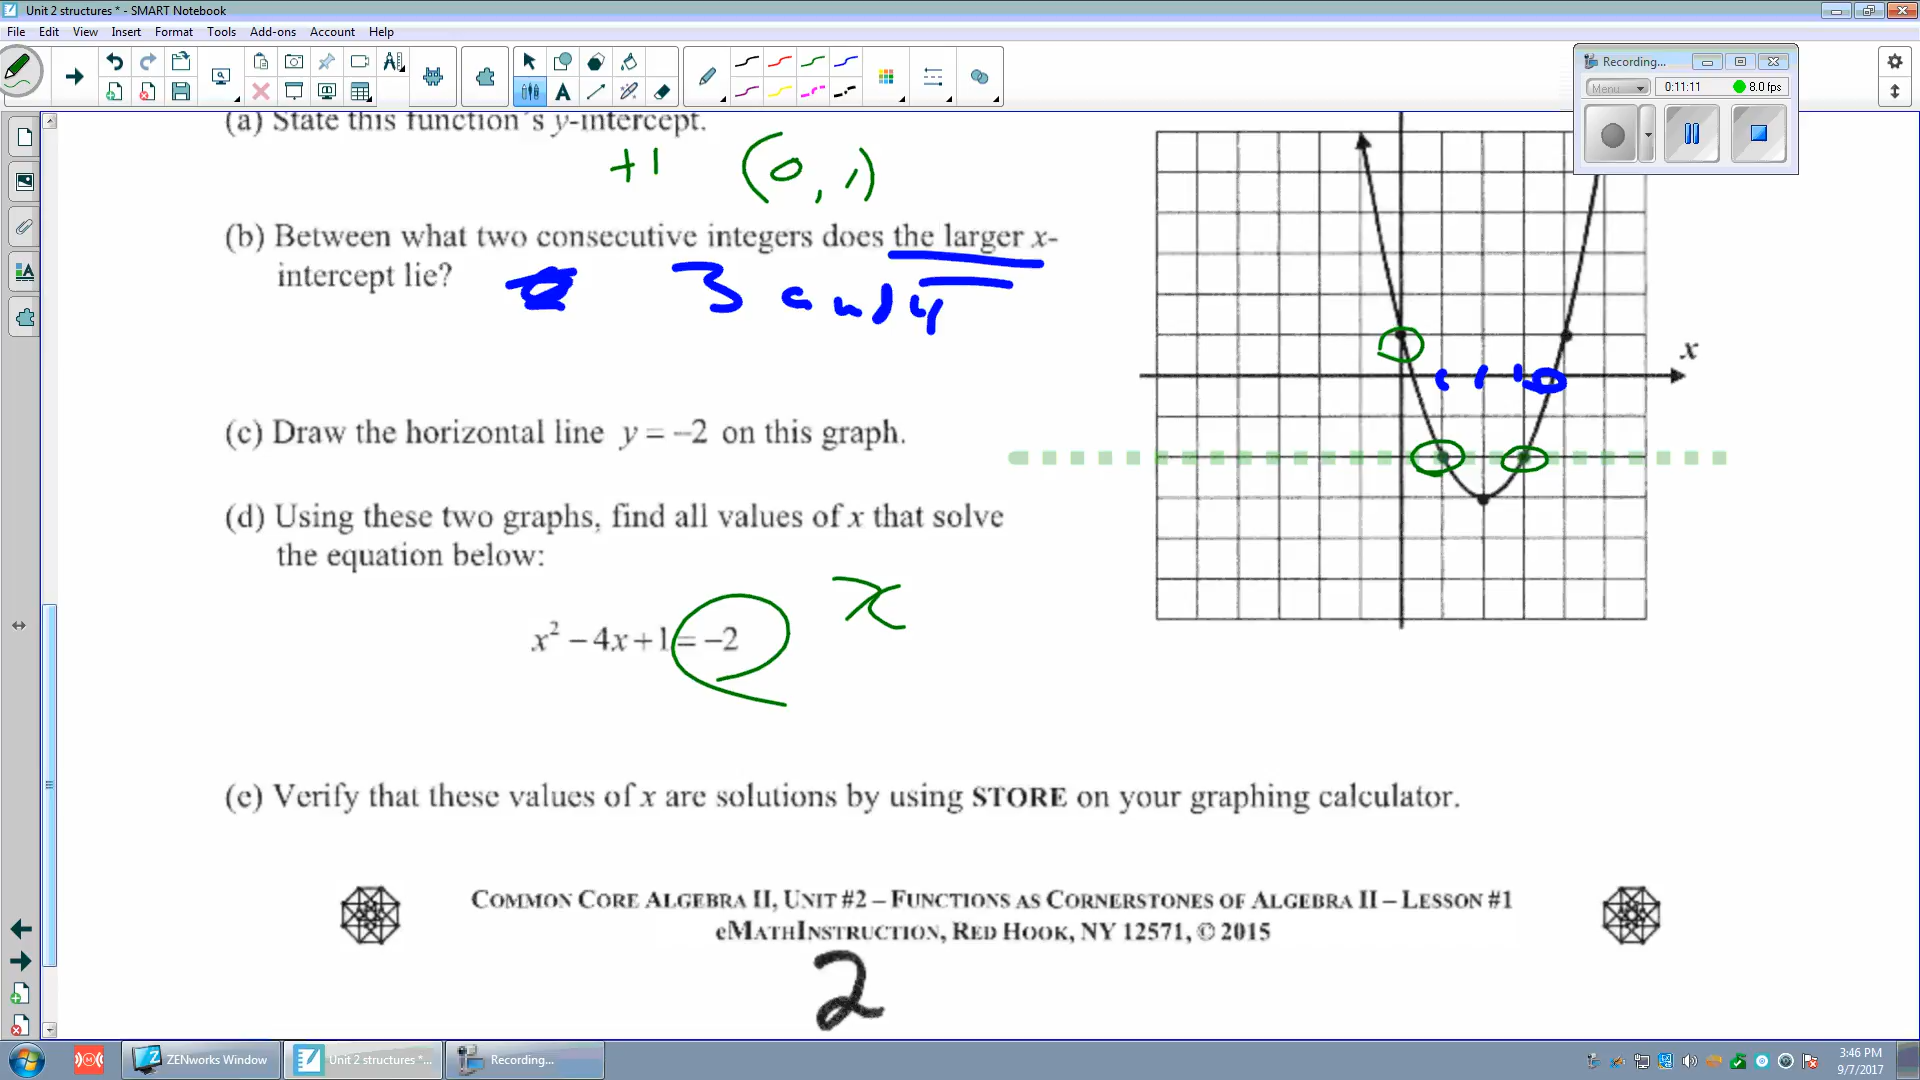 Unit 2 structures * - SMART Notebook
File Edit View Insert Format Tools Add-ons Account Help
Recording...
Menu 0:11:11 8.0 fps
(a) State this function's y-intercept.
+1 (0, 1)
(b) Between what two consecutive integers does the larger x-
intercept lie?
3 and 4
x
(c) Draw the horizontal line y = −2 on this graph.
(d) Using these two graphs, find all values of x that solve
the equation below:
x
x² − 4x + 1 = −2
(e) Verify that these values of x are solutions by using STORE on your graphing calculator.
COMMON CORE ALGEBRA II, UNIT #2 – FUNCTIONS AS CORNERSTONES OF ALGEBRA II – LESSON #1
eMATHINSTRUCTION, RED HOOK, NY 12571, © 2015
2
ZENworks Window
Unit 2 structures *...
Recording...
3:46 PM
9/7/2017